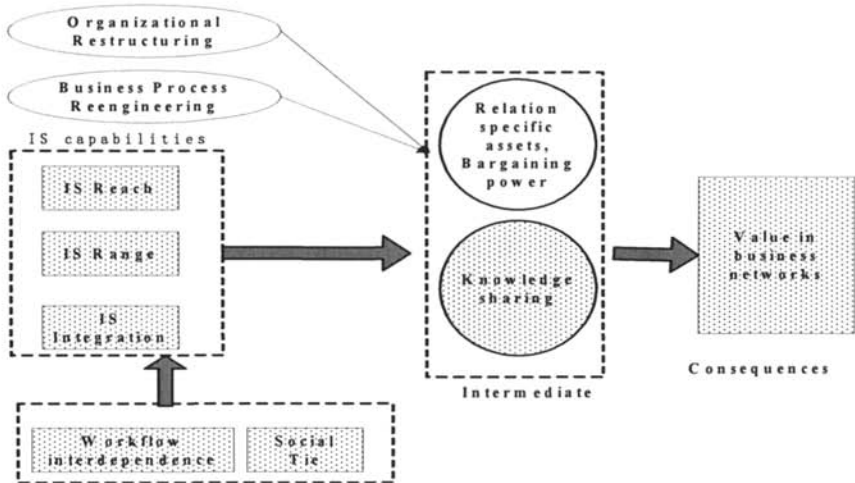 Organizational
Restructuring
Business Process
Reengineering
IS capabilities
IS Reach
IS Range
IS
Integration
Workflow
interdependence
Social
Tie
Relation
specific
assets,
Bargaining
power
Knowledge
sharing
Intermediate
Value in
business
networks
Consequences